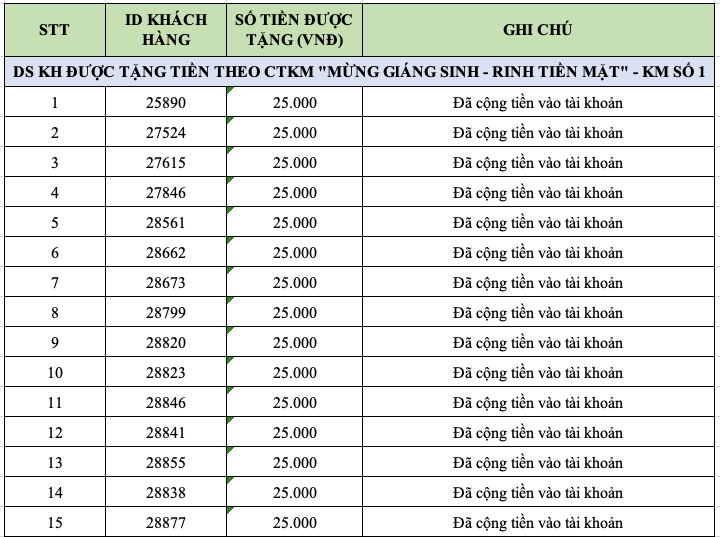 STT ID KHÁCH HÀNG SỐ TIỀN ĐƯỢC TẶNG (VNĐ) GHI CHÚ
DS KH ĐƯỢC TẶNG TIỀN THEO CTKM "MỪNG GIÁNG SINH - RINH TIỀN MẶT" - KM SỐ 1
1 25890 25.000 Đã cộng tiền vào tài khoản
2 27524 25.000 Đã cộng tiền vào tài khoản
3 27615 25.000 Đã cộng tiền vào tài khoản
4 27846 25.000 Đã cộng tiền vào tài khoản
5 28561 25.000 Đã cộng tiền vào tài khoản
6 28662 25.000 Đã cộng tiền vào tài khoản
7 28673 25.000 Đã cộng tiền vào tài khoản
8 28799 25.000 Đã cộng tiền vào tài khoản
9 28820 25.000 Đã cộng tiền vào tài khoản
10 28823 25.000 Đã cộng tiền vào tài khoản
11 28846 25.000 Đã cộng tiền vào tài khoản
12 28841 25.000 Đã cộng tiền vào tài khoản
13 28855 25.000 Đã cộng tiền vào tài khoản
14 28838 25.000 Đã cộng tiền vào tài khoản
15 28877 25.000 Đã cộng tiền vào tài khoản